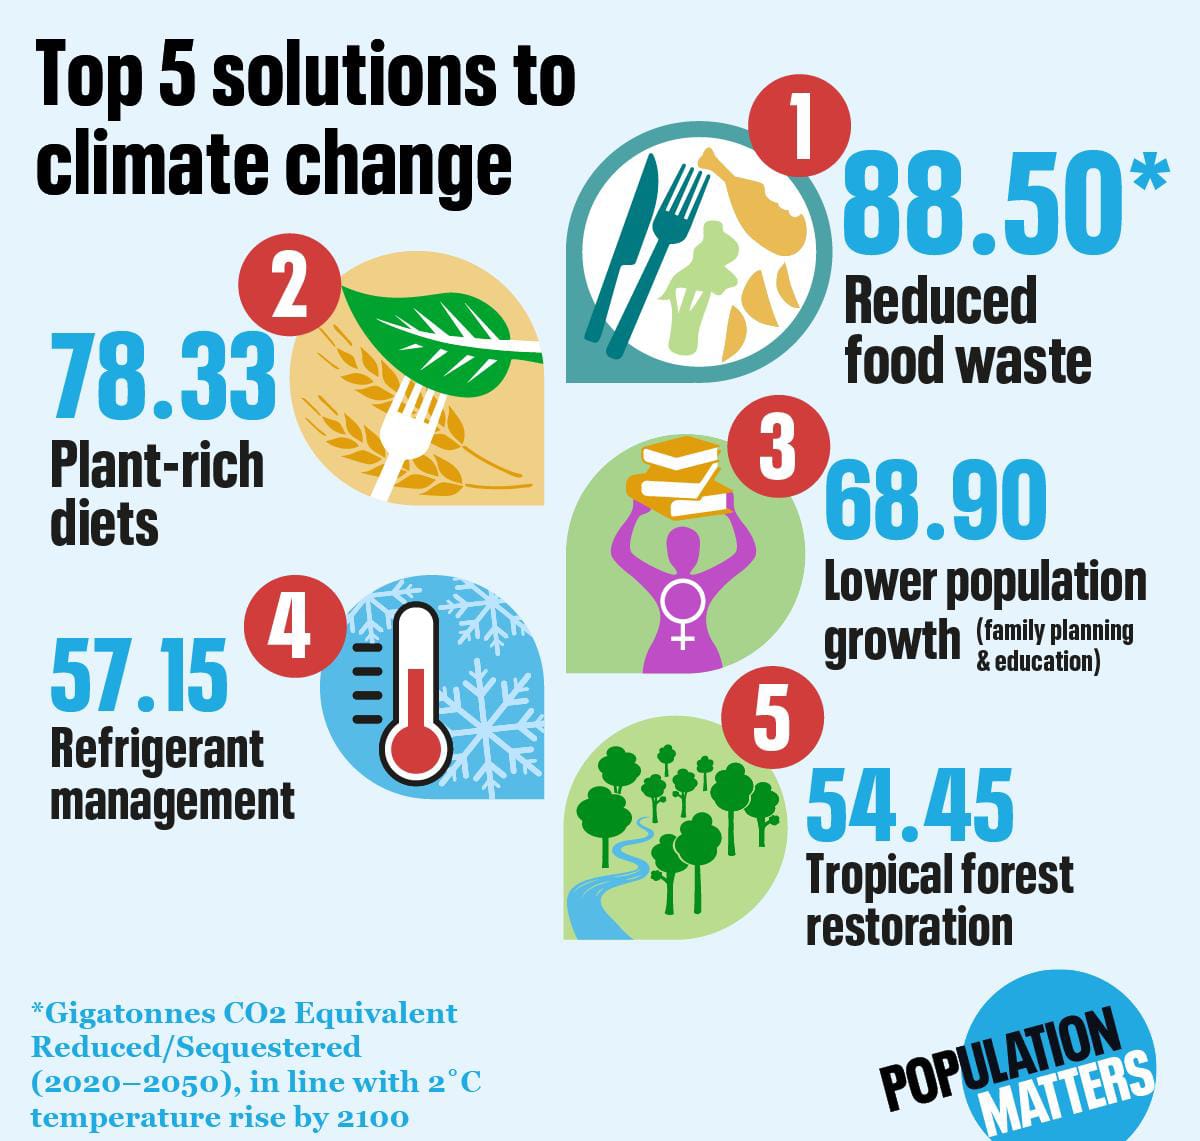 Top 5 solutions to
climate change
1
88.50*
Reduced
food waste
2
78.33
Plant-rich
diets
3
68.90
Lower population
growth (family planning
& education)
4
57.15
Refrigerant
management
5
54.45
Tropical forest
restoration
*Gigatonnes CO2 Equivalent
Reduced/Sequestered
(2020–2050), in line with 2°C
temperature rise by 2100
POPULATION
MATTERS